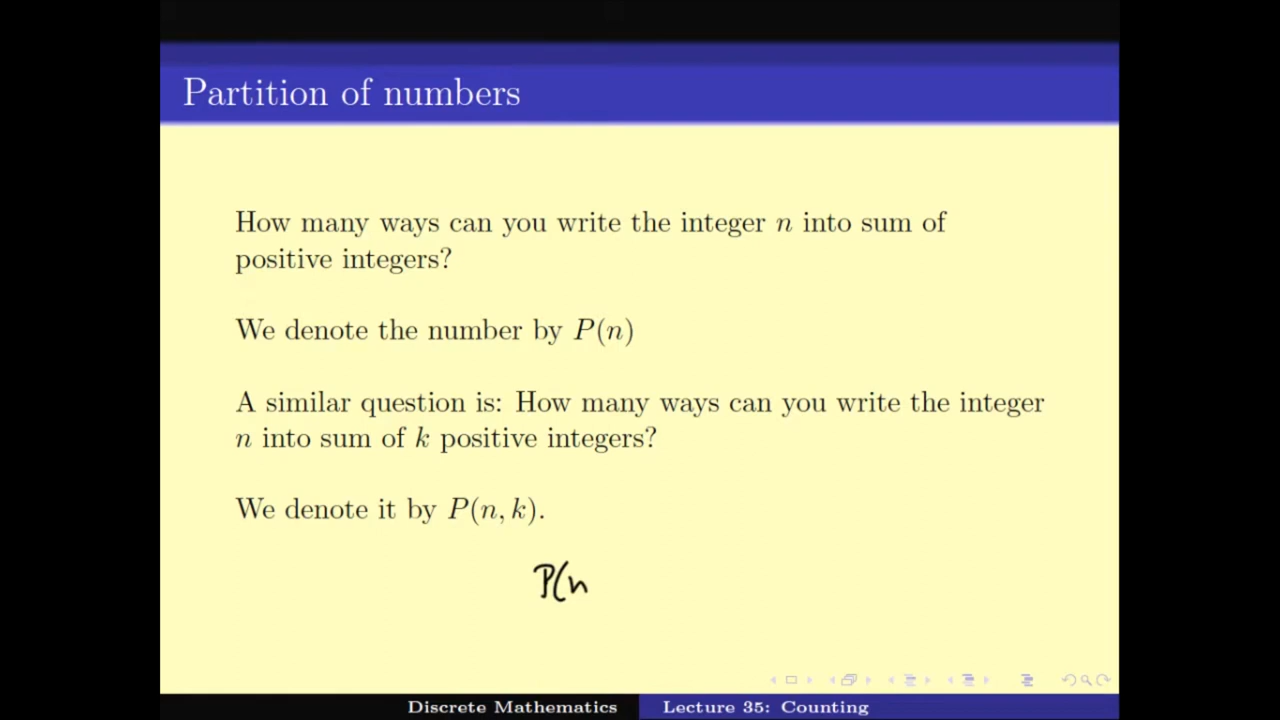 Partition of numbers
How many ways can you write the integer n into sum of
positive integers?
We denote the number by P(n)
A similar question is: How many ways can you write the integer
n into sum of k positive integers?
We denote it by P(n, k).
P(n
Discrete Mathematics
Lecture 35: Counting